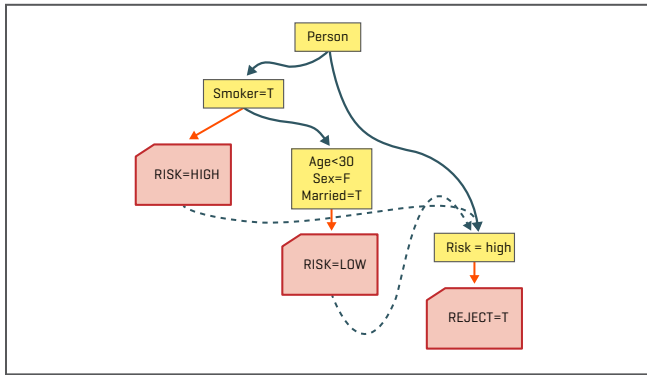 Person
Smoker=T
RISK=HIGH
Age<30
Sex=F
Married=T
Risk = high
RISK=LOW
REJECT=T